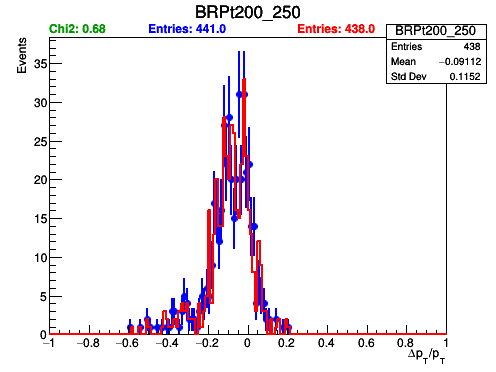 BRPt200_250
Chi2: 0.68 Entries: 441.0 Entries: 438.0
BRPt200_250
Entries 438
Mean −0.09112
Std Dev 0.1152
Events
35
30
25
20
15
10
5
0
−1 −0.8 −0.6 −0.4 −0.2 0 0.2 0.4 0.6 0.8 1
Δp_T/p_T